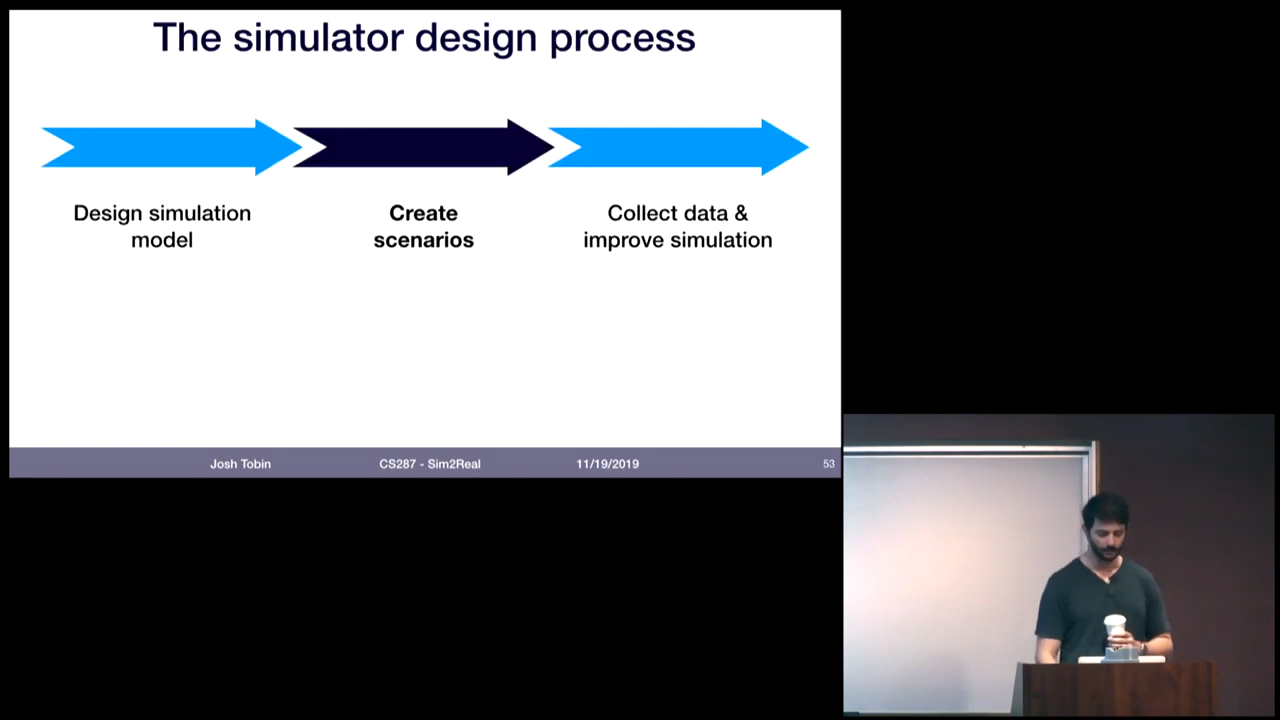 The simulator design process
Design simulation
model
Create
scenarios
Collect data &
improve simulation
Josh Tobin CS287 - Sim2Real 11/19/2019 53